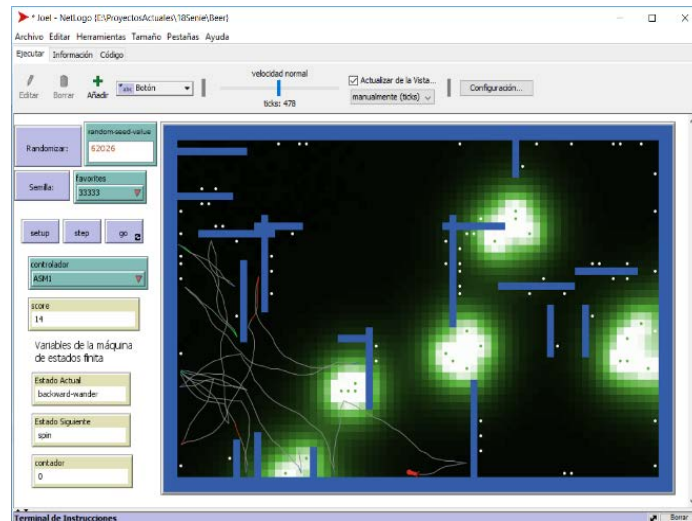 * Joel - NetLogo {E:\ProyectosActuales\18Senie\Beer}
Archivo Editar Herramientas Tamaño Pestañas Ayuda
Ejecutar Información Código
Editar Borrar Añadir
Abc Botón
velocidad normal
ticks: 478
Actualizar de la Vista...
manualmente (ticks)
Configuración...
Randomizar:
random-seed-value
62026
Semilla:
favorites
33333
setup step go
controlador
ASM1
score
14
Variables de la máquina
de estados finita
Estado Actual
backward-wander
Estado Siguiente
spin
contador
0
Terminal de Instrucciones
Borrar